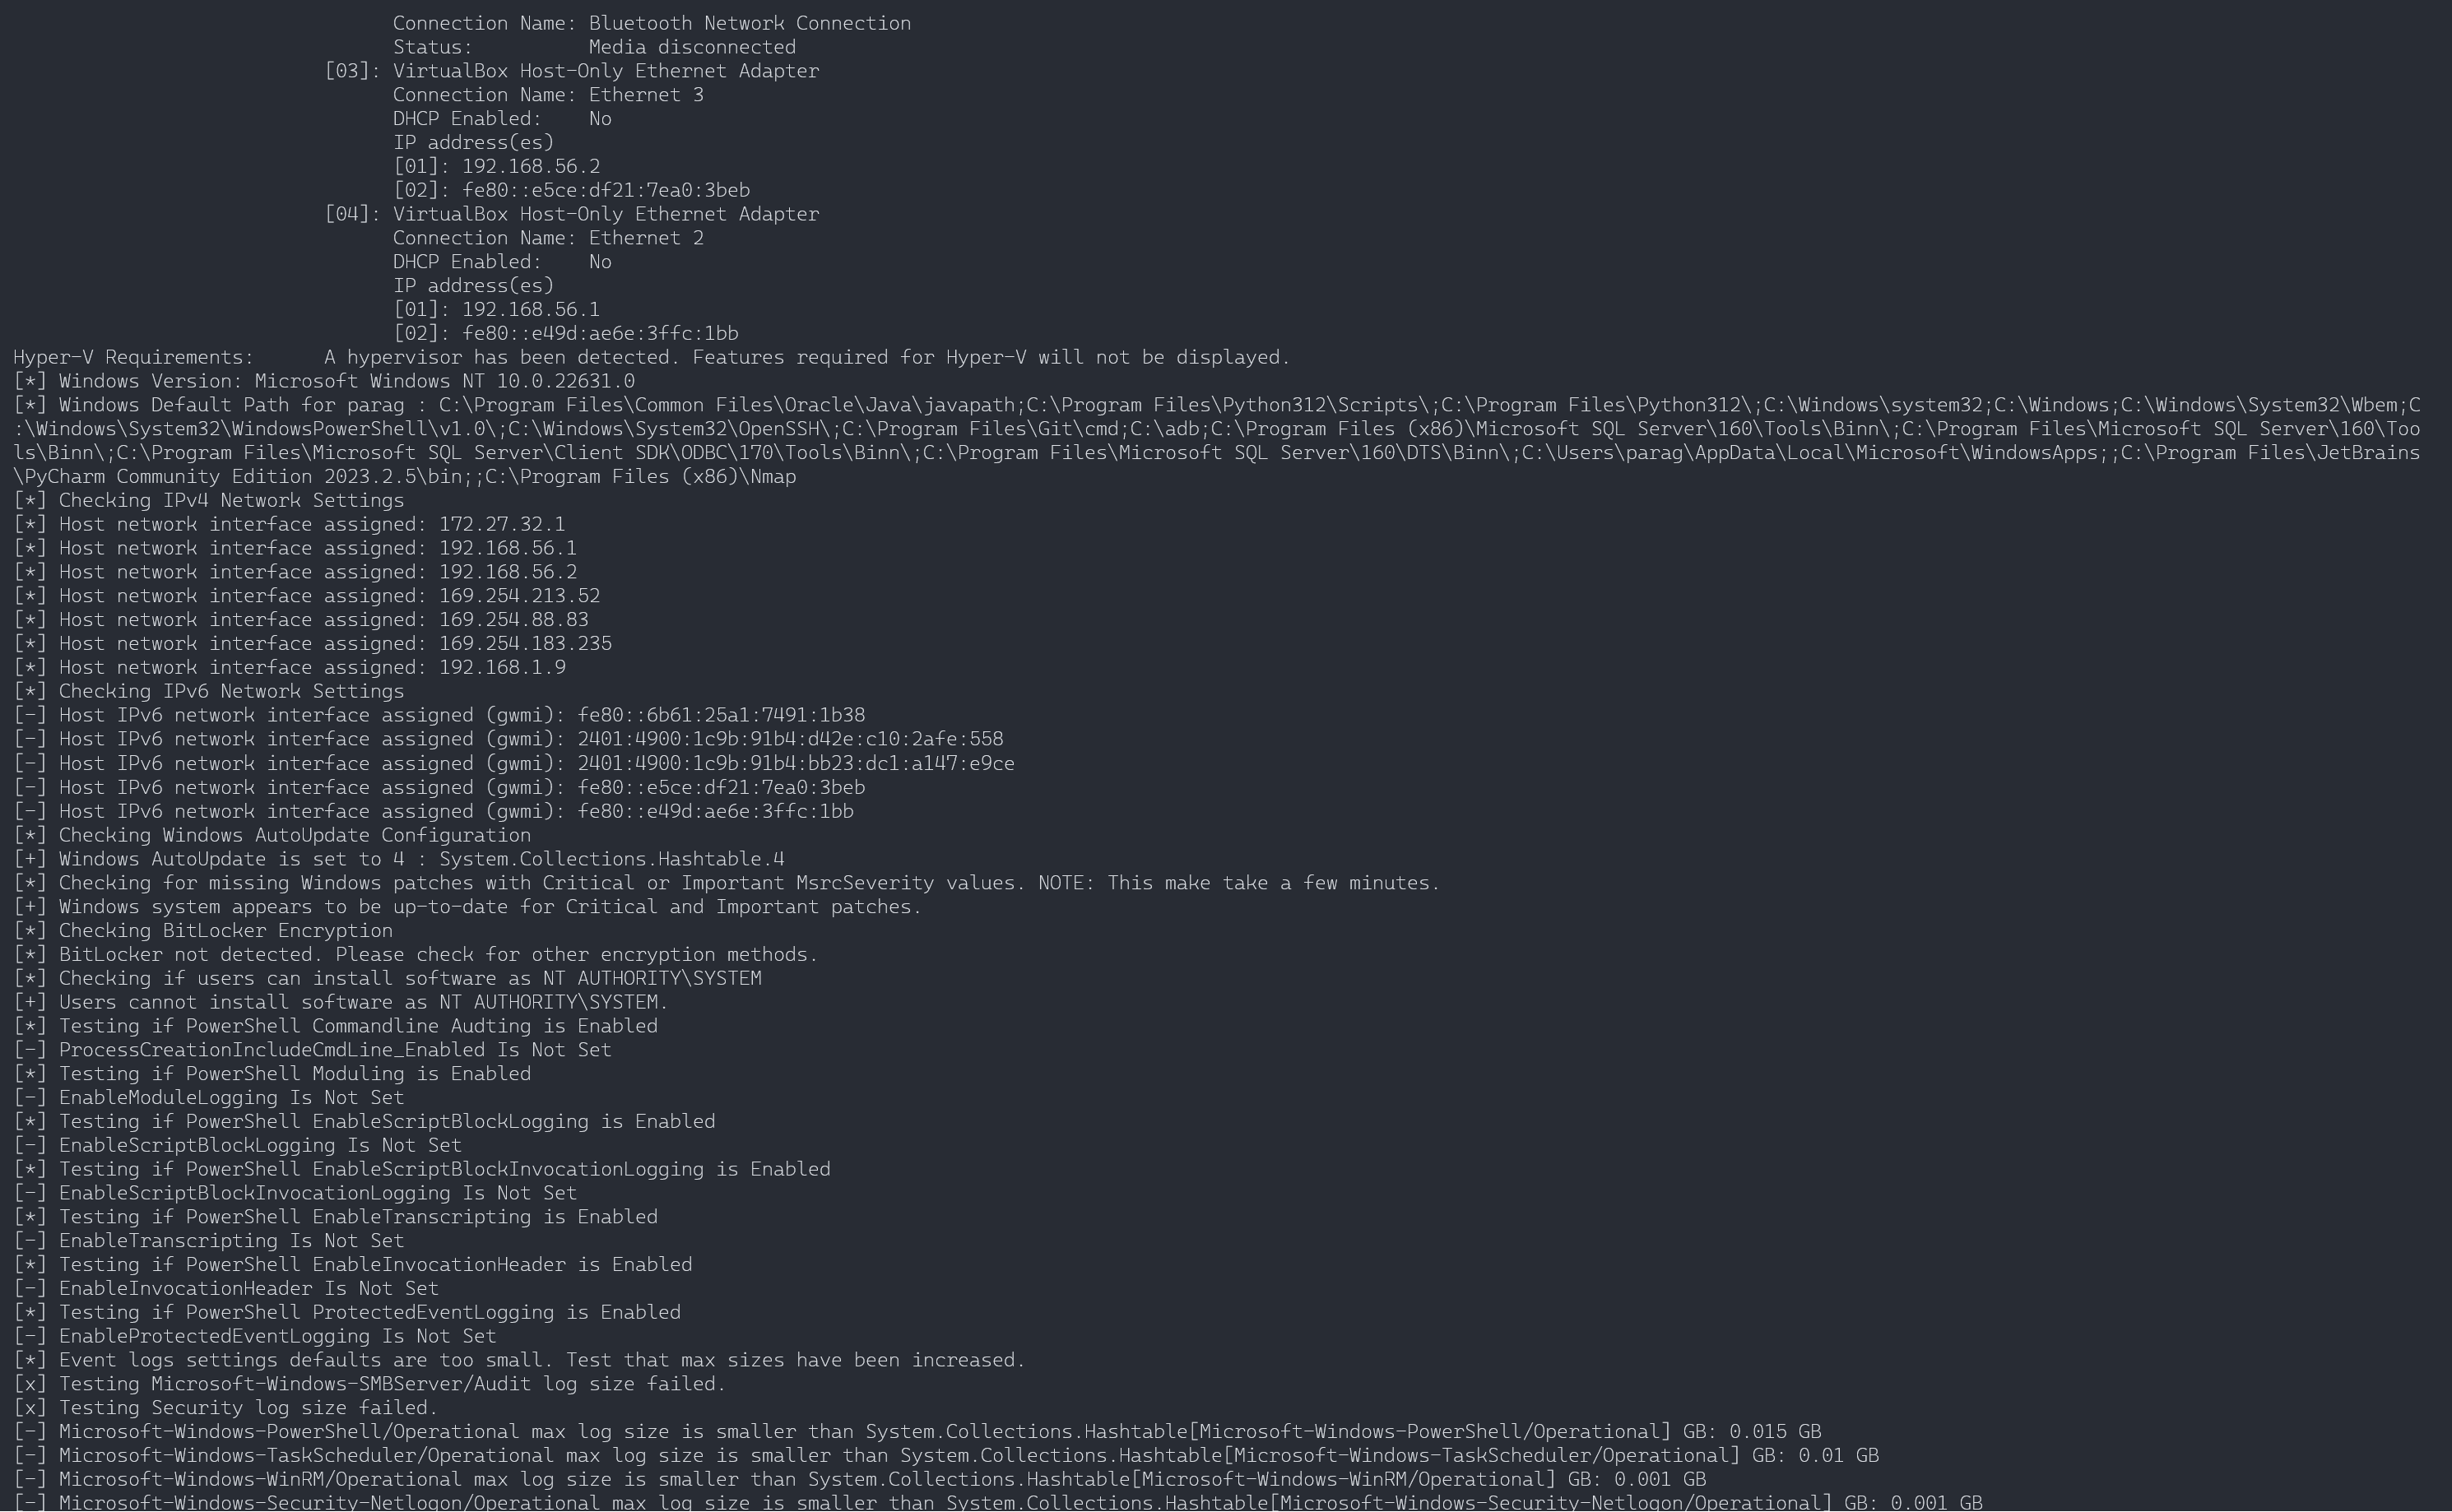 Connection Name: Bluetooth Network Connection
Status:          Media disconnected
[03]: VirtualBox Host-Only Ethernet Adapter
Connection Name: Ethernet 3
DHCP Enabled:    No
IP address(es)
[01]: 192.168.56.2
[02]: fe80::e5ce:df21:7ea0:3beb
[04]: VirtualBox Host-Only Ethernet Adapter
Connection Name: Ethernet 2
DHCP Enabled:    No
IP address(es)
[01]: 192.168.56.1
[02]: fe80::e49d:ae6e:3ffc:1bb
Hyper-V Requirements:      A hypervisor has been detected. Features required for Hyper-V will not be displayed.
[*] Windows Version: Microsoft Windows NT 10.0.22631.0
[*] Windows Default Path for parag : C:\Program Files\Common Files\Oracle\Java\javapath;C:\Program Files\Python312\Scripts\;C:\Program Files\Python312\;C:\Windows\system32;C:\Windows;C:\Windows\System32\Wbem;C
:\Windows\System32\WindowsPowerShell\v1.0\;C:\Windows\System32\OpenSSH\;C:\Program Files\Git\cmd;C:\adb;C:\Program Files (x86)\Microsoft SQL Server\160\Tools\Binn\;C:\Program Files\Microsoft SQL Server\160\Too
ls\Binn\;C:\Program Files\Microsoft SQL Server\Client SDK\ODBC\170\Tools\Binn\;C:\Program Files\Microsoft SQL Server\160\DTS\Binn\;C:\Users\parag\AppData\Local\Microsoft\WindowsApps;;C:\Program Files\JetBrains
\PyCharm Community Edition 2023.2.5\bin;;C:\Program Files (x86)\Nmap
[*] Checking IPv4 Network Settings
[*] Host network interface assigned: 172.27.32.1
[*] Host network interface assigned: 192.168.56.1
[*] Host network interface assigned: 192.168.56.2
[*] Host network interface assigned: 169.254.213.52
[*] Host network interface assigned: 169.254.88.83
[*] Host network interface assigned: 169.254.183.235
[*] Host network interface assigned: 192.168.1.9
[*] Checking IPv6 Network Settings
[-] Host IPv6 network interface assigned (gwmi): fe80::6b61:25a1:7491:1b38
[-] Host IPv6 network interface assigned (gwmi): 2401:4900:1c9b:91b4:d42e:c10:2afe:558
[-] Host IPv6 network interface assigned (gwmi): 2401:4900:1c9b:91b4:bb23:dc1:a147:e9ce
[-] Host IPv6 network interface assigned (gwmi): fe80::e5ce:df21:7ea0:3beb
[-] Host IPv6 network interface assigned (gwmi): fe80::e49d:ae6e:3ffc:1bb
[*] Checking Windows AutoUpdate Configuration
[+] Windows AutoUpdate is set to 4 : System.Collections.Hashtable.4
[*] Checking for missing Windows patches with Critical or Important MsrcSeverity values. NOTE: This make take a few minutes.
[+] Windows system appears to be up-to-date for Critical and Important patches.
[*] Checking BitLocker Encryption
[*] BitLocker not detected. Please check for other encryption methods.
[*] Checking if users can install software as NT AUTHORITY\SYSTEM
[+] Users cannot install software as NT AUTHORITY\SYSTEM.
[*] Testing if PowerShell Commandline Audting is Enabled
[-] ProcessCreationIncludeCmdLine_Enabled Is Not Set
[*] Testing if PowerShell Moduling is Enabled
[-] EnableModuleLogging Is Not Set
[*] Testing if PowerShell EnableScriptBlockLogging is Enabled
[-] EnableScriptBlockLogging Is Not Set
[*] Testing if PowerShell EnableScriptBlockInvocationLogging is Enabled
[-] EnableScriptBlockInvocationLogging Is Not Set
[*] Testing if PowerShell EnableTranscripting is Enabled
[-] EnableTranscripting Is Not Set
[*] Testing if PowerShell EnableInvocationHeader is Enabled
[-] EnableInvocationHeader Is Not Set
[*] Testing if PowerShell ProtectedEventLogging is Enabled
[-] EnableProtectedEventLogging Is Not Set
[*] Event logs settings defaults are too small. Test that max sizes have been increased.
[x] Testing Microsoft-Windows-SMBServer/Audit log size failed.
[x] Testing Security log size failed.
[-] Microsoft-Windows-PowerShell/Operational max log size is smaller than System.Collections.Hashtable[Microsoft-Windows-PowerShell/Operational] GB: 0.015 GB
[-] Microsoft-Windows-TaskScheduler/Operational max log size is smaller than System.Collections.Hashtable[Microsoft-Windows-TaskScheduler/Operational] GB: 0.01 GB
[-] Microsoft-Windows-WinRM/Operational max log size is smaller than System.Collections.Hashtable[Microsoft-Windows-WinRM/Operational] GB: 0.001 GB
[-] Microsoft-Windows-Security-Netlogon/Operational max log size is smaller than System.Collections.Hashtable[Microsoft-Windows-Security-Netlogon/Operational] GB: 0.001 GB